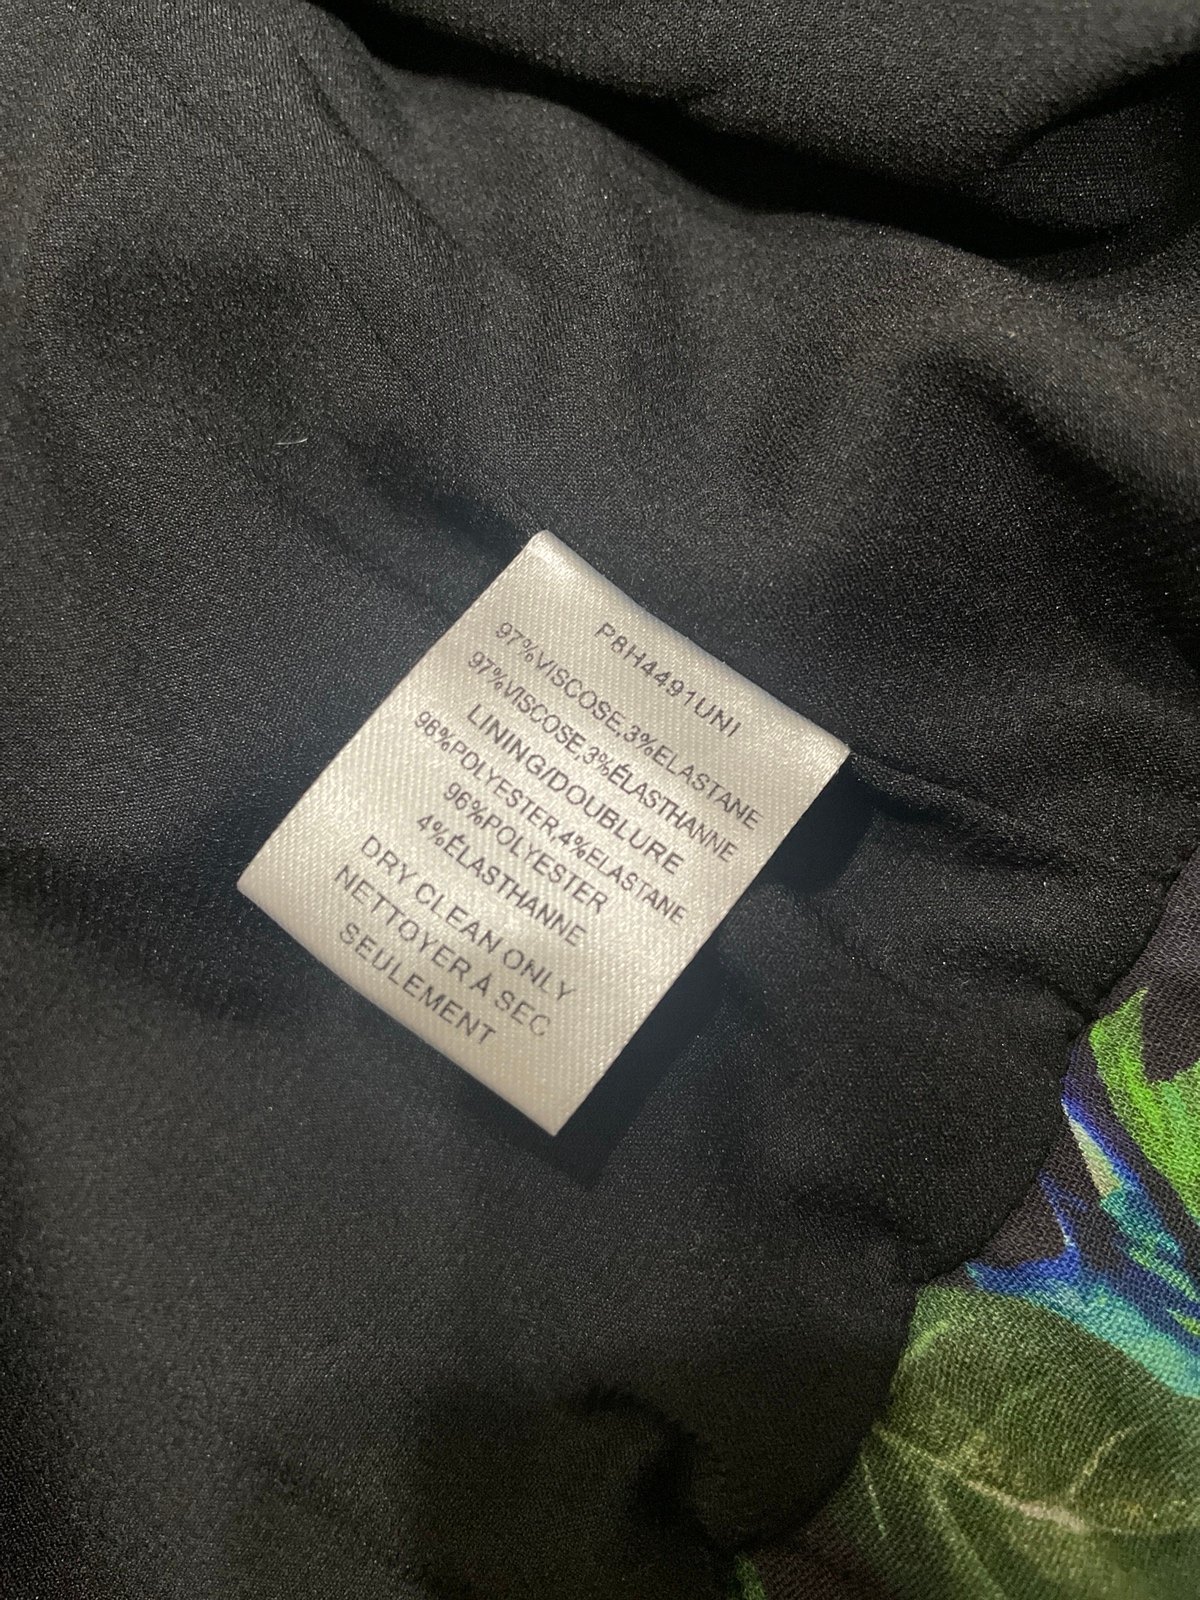 P8H4491UNI
97%VISCOSE,3%ELASTANE
97%VISCOSE,3%ÉLASTHANNE
LINING/DOUBLURE
96%POLYESTER,4%ELASTANE
96%POLYESTER
4%ÉLASTHANNE
DRY CLEAN ONLY
NETTOYER À SEC
SEULEMENT